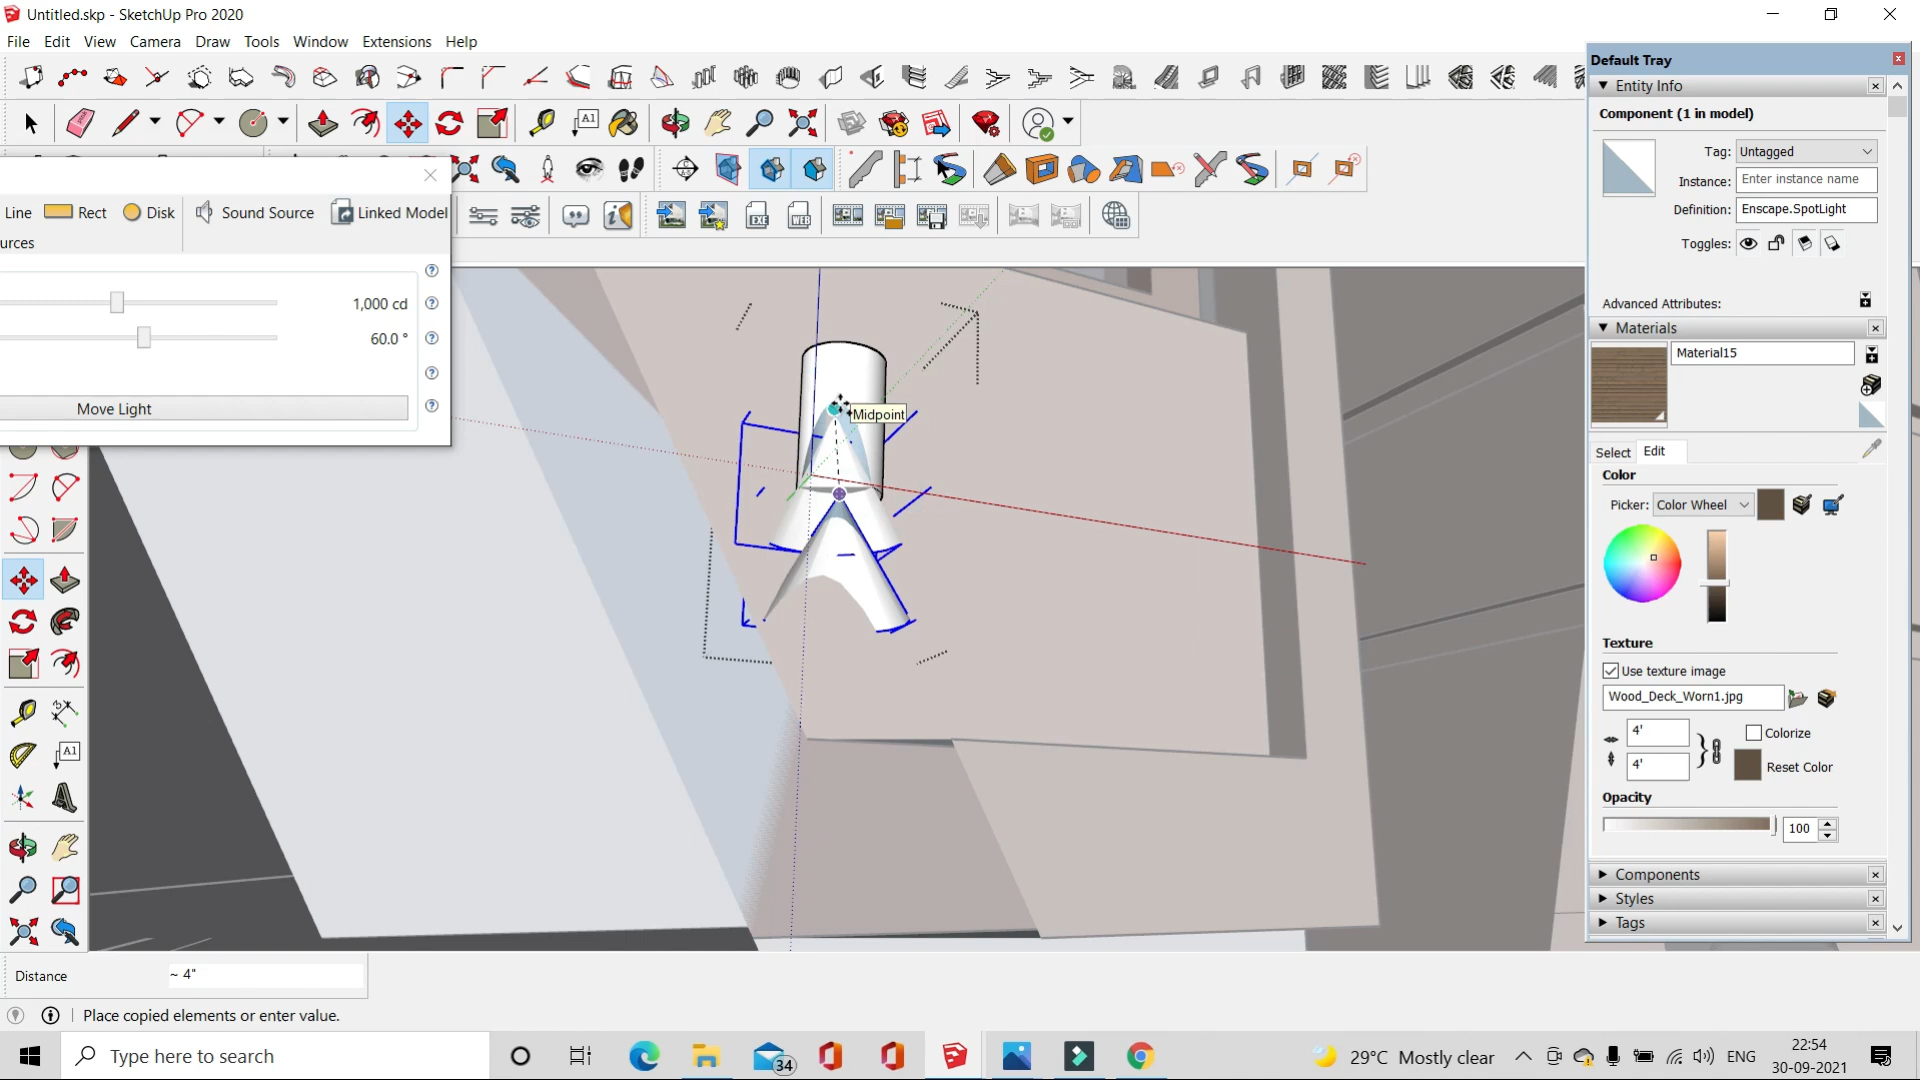 Untitled.skp - SketchUp Pro 2020
File Edit View Camera Draw Tools Window Extensions Help
Default Tray
Entity Info
Component (1 in model)
Tag: Untagged
Instance: Enter instance name
Definition: Enscape.SpotLight
Toggles:
Advanced Attributes:
Line Rect Disk Sound Source Linked Model
urces
1,000 cd
60.0 °
Move Light
Midpoint
Materials
Material15
Select Edit
Color
Picker: Color Wheel
Texture
Use texture image
Wood_Deck_Worn1.jpg
4'
Colorize
4'
Reset Color
Opacity
100
Components
Styles
Tags
Distance ~ 4"
Place copied elements or enter value.
Type here to search
34
29°C Mostly clear
ENG
22:54
30-09-2021